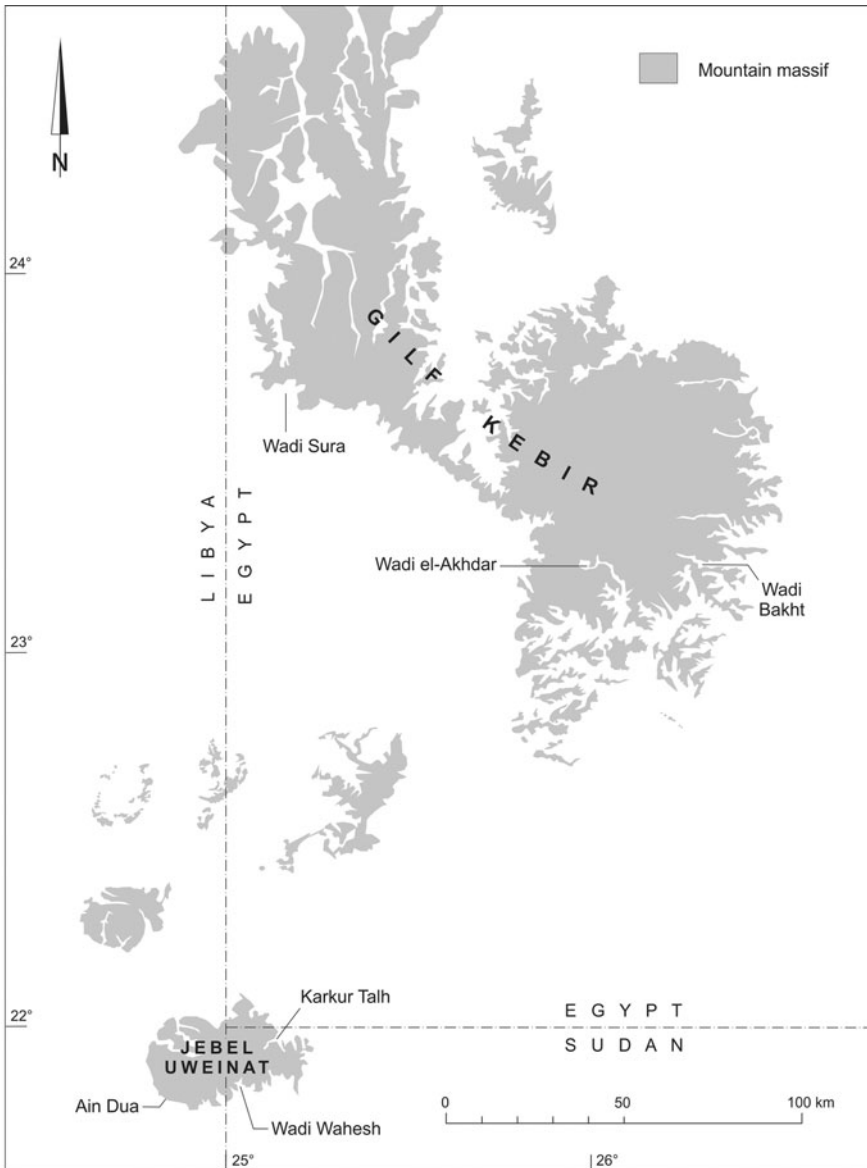 Mountain massif
N
24°
GILF KEBIR
Wadi Sura
LIBYA
EGYPT
Wadi el-Akhdar
Wadi
Bakht
23°
Karkur Talh
EGYPT
22°
SUDAN
JEBEL
UWEINAT
Ain Dua
Wadi Wahesh
0 50 100 km
25° 26°